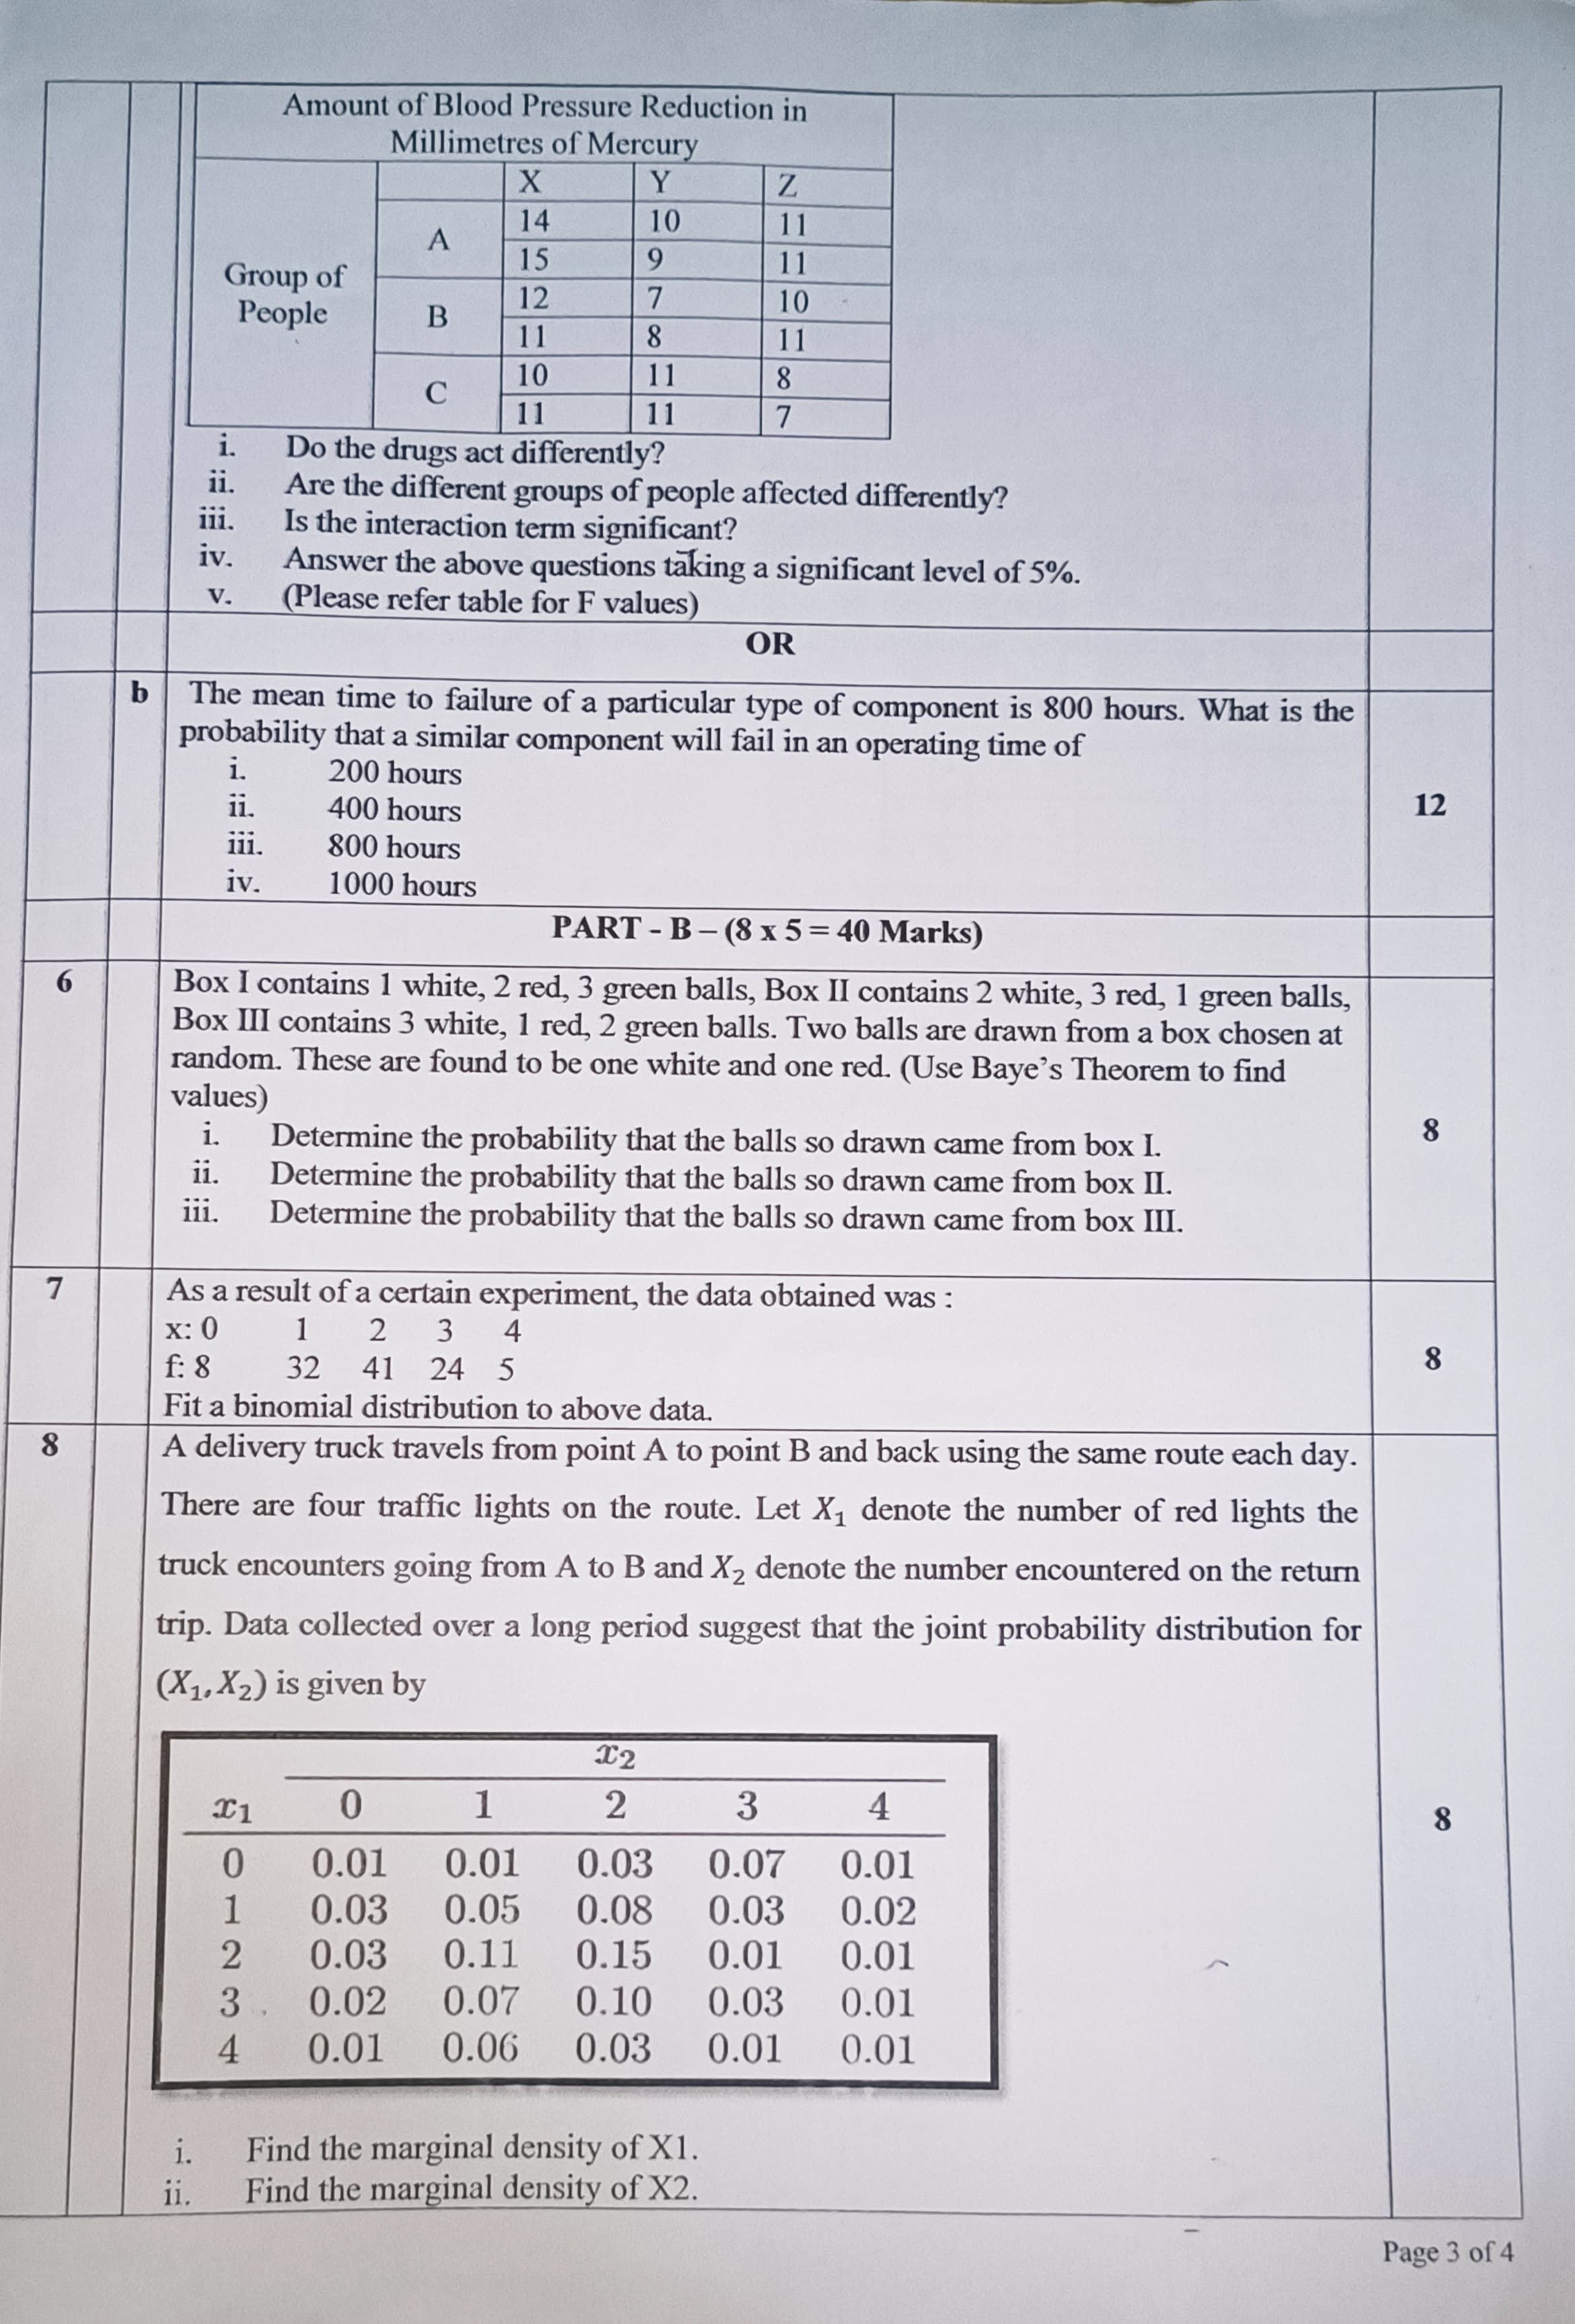 Amount of Blood Pressure Reduction in
Millimetres of Mercury
X Y Z
Group of People
A 14 10 11
15 9 11
B 12 7 10
11 8 11
C 10 11 8
11 11 7
i. Do the drugs act differently?
ii. Are the different groups of people affected differently?
iii. Is the interaction term significant?
iv. Answer the above questions taking a significant level of 5%.
v. (Please refer table for F values)
OR
b The mean time to failure of a particular type of component is 800 hours. What is the
probability that a similar component will fail in an operating time of
i. 200 hours
ii. 400 hours
iii. 800 hours
iv. 1000 hours
12
PART - B – (8 x 5 = 40 Marks)
6 Box I contains 1 white, 2 red, 3 green balls, Box II contains 2 white, 3 red, 1 green balls,
Box III contains 3 white, 1 red, 2 green balls. Two balls are drawn from a box chosen at
random. These are found to be one white and one red. (Use Baye's Theorem to find
values)
i. Determine the probability that the balls so drawn came from box I.
ii. Determine the probability that the balls so drawn came from box II.
iii. Determine the probability that the balls so drawn came from box III.
8
7 As a result of a certain experiment, the data obtained was :
x: 0 1 2 3 4
f: 8 32 41 24 5
Fit a binomial distribution to above data.
8
8 A delivery truck travels from point A to point B and back using the same route each day.
There are four traffic lights on the route. Let X₁ denote the number of red lights the
truck encounters going from A to B and X₂ denote the number encountered on the return
trip. Data collected over a long period suggest that the joint probability distribution for
(X₁, X₂) is given by
x₂
x₁ 0 1 2 3 4
0 0.01 0.01 0.03 0.07 0.01
1 0.03 0.05 0.08 0.03 0.02
2 0.03 0.11 0.15 0.01 0.01
3 0.02 0.07 0.10 0.03 0.01
4 0.01 0.06 0.03 0.01 0.01
8
i. Find the marginal density of X1.
ii. Find the marginal density of X2.
Page 3 of 4